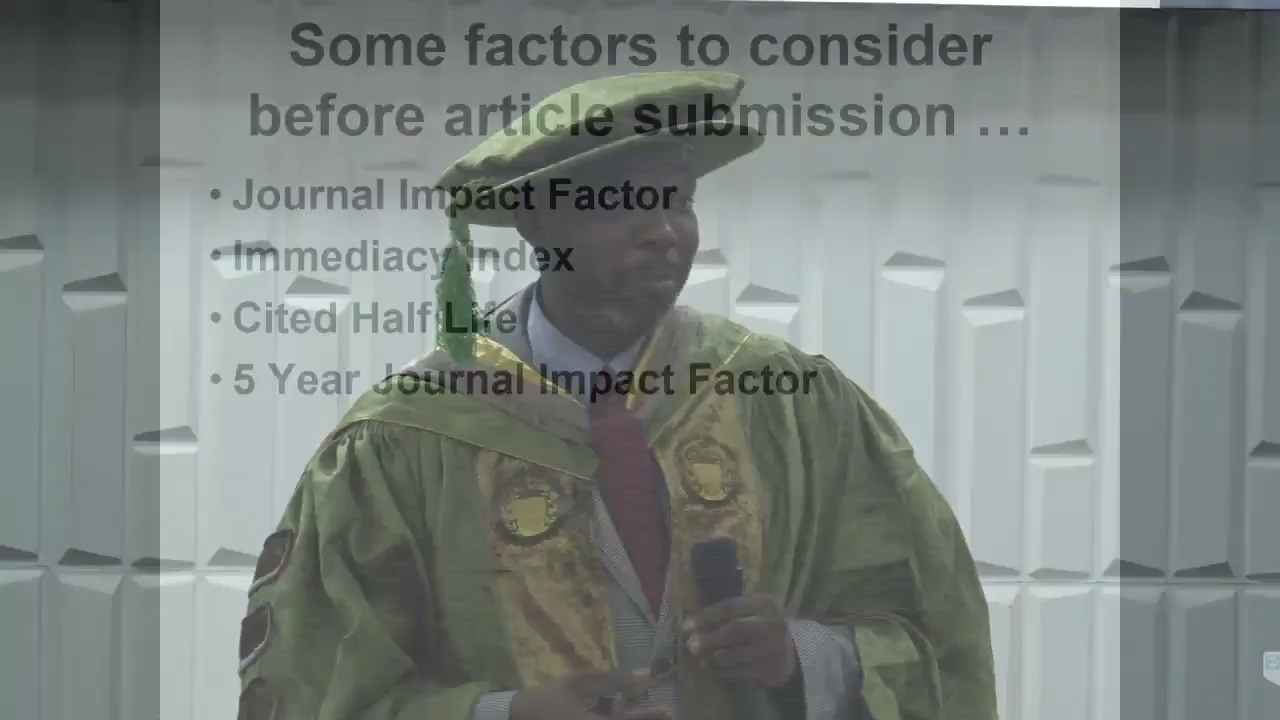 Some factors to consider
before article submission …
• Journal Impact Factor
• Immediacy Index
• Cited Half Life
• 5 Year Journal Impact Factor